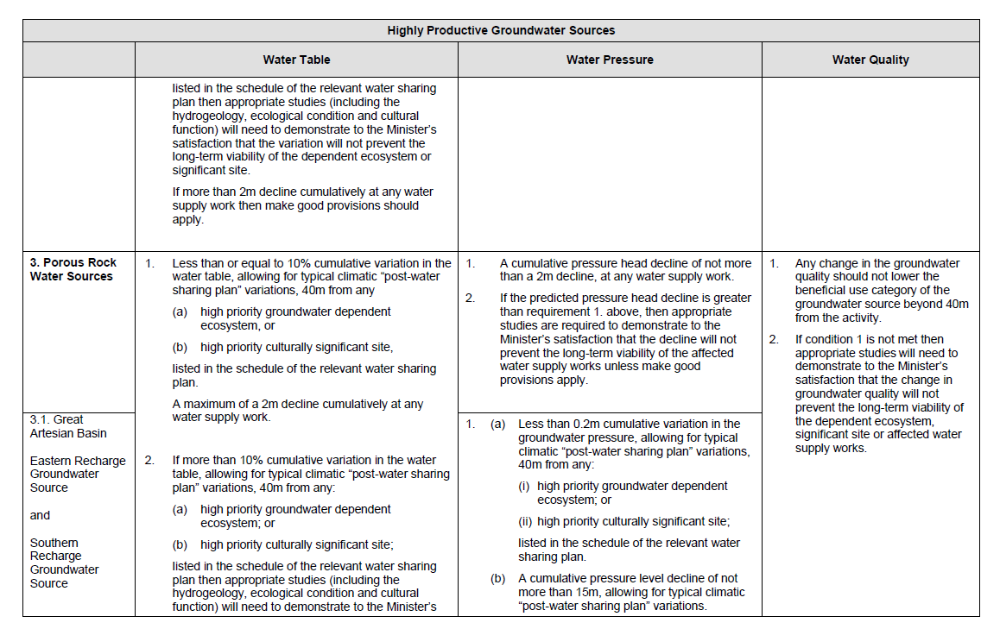 Highly Productive Groundwater Sources
Water Table
Water Pressure
Water Quality
listed in the schedule of the relevant water sharing
plan then appropriate studies (including the
hydrogeology, ecological condition and cultural
function) will need to demonstrate to the Minister’s
satisfaction that the variation will not prevent the
long-term viability of the dependent ecosystem or
significant site.
If more than 2m decline cumulatively at any water
supply work then make good provisions should
apply.
3. Porous Rock
Water Sources
1. Less than or equal to 10% cumulative variation in the
water table, allowing for typical climatic “post-water
sharing plan” variations, 40m from any
(a) high priority groundwater dependent
ecosystem, or
(b) high priority culturally significant site,
listed in the schedule of the relevant water sharing
plan.
A maximum of a 2m decline cumulatively at any
water supply work.
1. A cumulative pressure head decline of not more
than a 2m decline, at any water supply work.
2. If the predicted pressure head decline is greater
than requirement 1. above, then appropriate
studies are required to demonstrate to the
Minister’s satisfaction that the decline will not
prevent the long-term viability of the affected
water supply works unless make good
provisions apply.
1. Any change in the groundwater
quality should not lower the
beneficial use category of the
groundwater source beyond 40m
from the activity.
2. If condition 1 is not met then
appropriate studies will need to
demonstrate to the Minister’s
satisfaction that the change in
groundwater quality will not
prevent the long-term viability of
the dependent ecosystem,
significant site or affected water
supply works.
3.1. Great
Artesian Basin
Eastern Recharge
Groundwater
Source
and
Southern
Recharge
Groundwater
Source
2. If more than 10% cumulative variation in the water
table, allowing for typical climatic “post-water sharing
plan” variations, 40m from any:
(a) high priority groundwater dependent
ecosystem; or
(b) high priority culturally significant site;
listed in the schedule of the relevant water sharing
plan then appropriate studies (including the
hydrogeology, ecological condition and cultural
function) will need to demonstrate to the Minister’s
1. (a) Less than 0.2m cumulative variation in the
groundwater pressure, allowing for typical
climatic “post-water sharing plan” variations,
40m from any:
(i) high priority groundwater dependent
ecosystem; or
(ii) high priority culturally significant site;
listed in the schedule of the relevant water
sharing plan.
(b) A cumulative pressure level decline of not
more than 15m, allowing for typical climatic
“post-water sharing plan” variations.